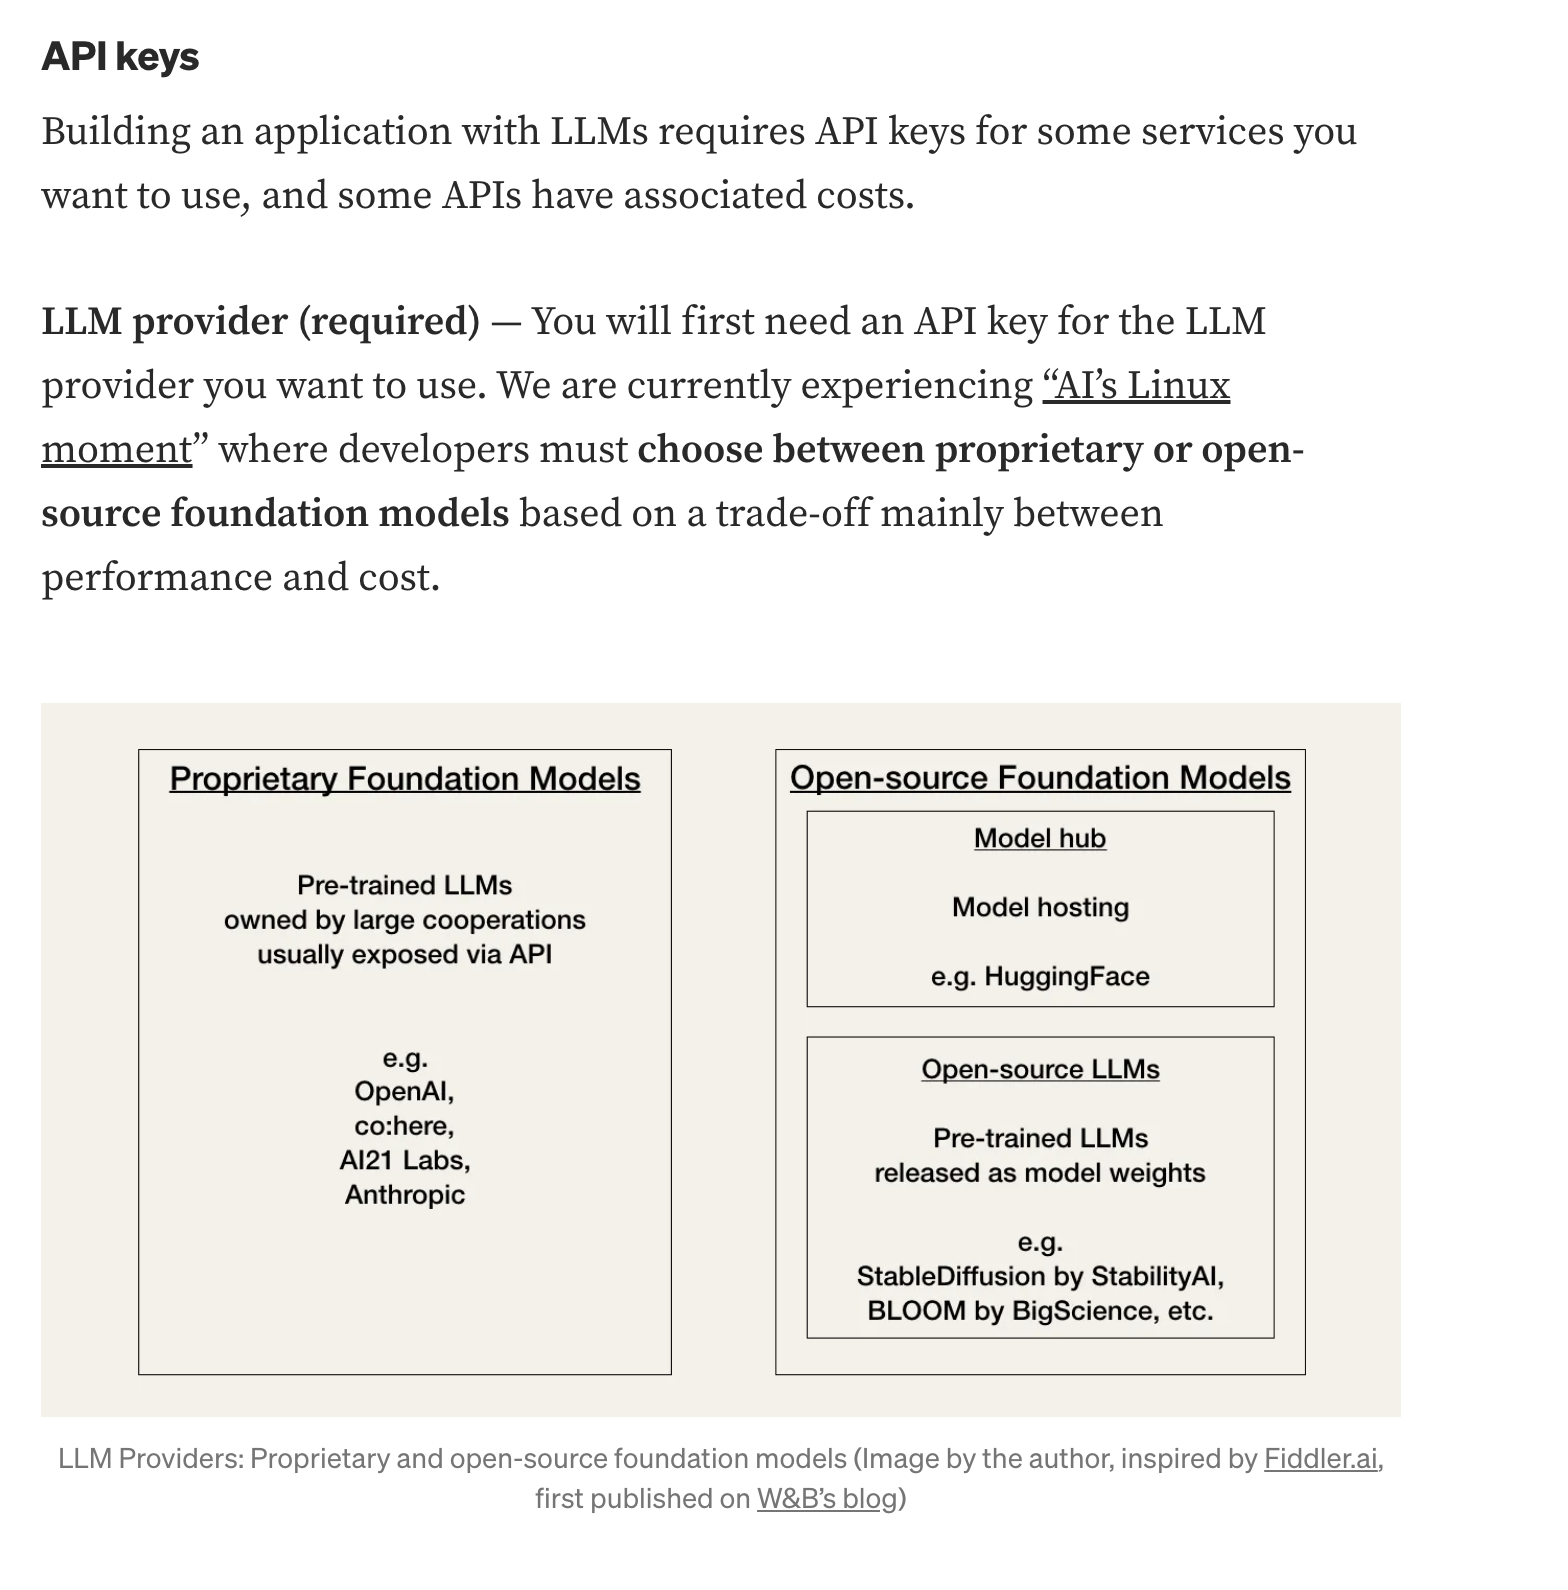 API keys
Building an application with LLMs requires API keys for some services you
want to use, and some APIs have associated costs.
LLM provider (required) — You will first need an API key for the LLM
provider you want to use. We are currently experiencing “AI’s Linux
moment” where developers must choose between proprietary or open-
source foundation models based on a trade-off mainly between
performance and cost.
Proprietary Foundation Models
Pre-trained LLMs
owned by large cooperations
usually exposed via API
e.g.
OpenAI,
co:here,
AI21 Labs,
Anthropic
Open-source Foundation Models
Model hub
Model hosting
e.g. HuggingFace
Open-source LLMs
Pre-trained LLMs
released as model weights
e.g.
StableDiffusion by StabilityAI,
BLOOM by BigScience, etc.
LLM Providers: Proprietary and open-source foundation models (Image by the author, inspired by Fiddler.ai,
first published on W&B’s blog)